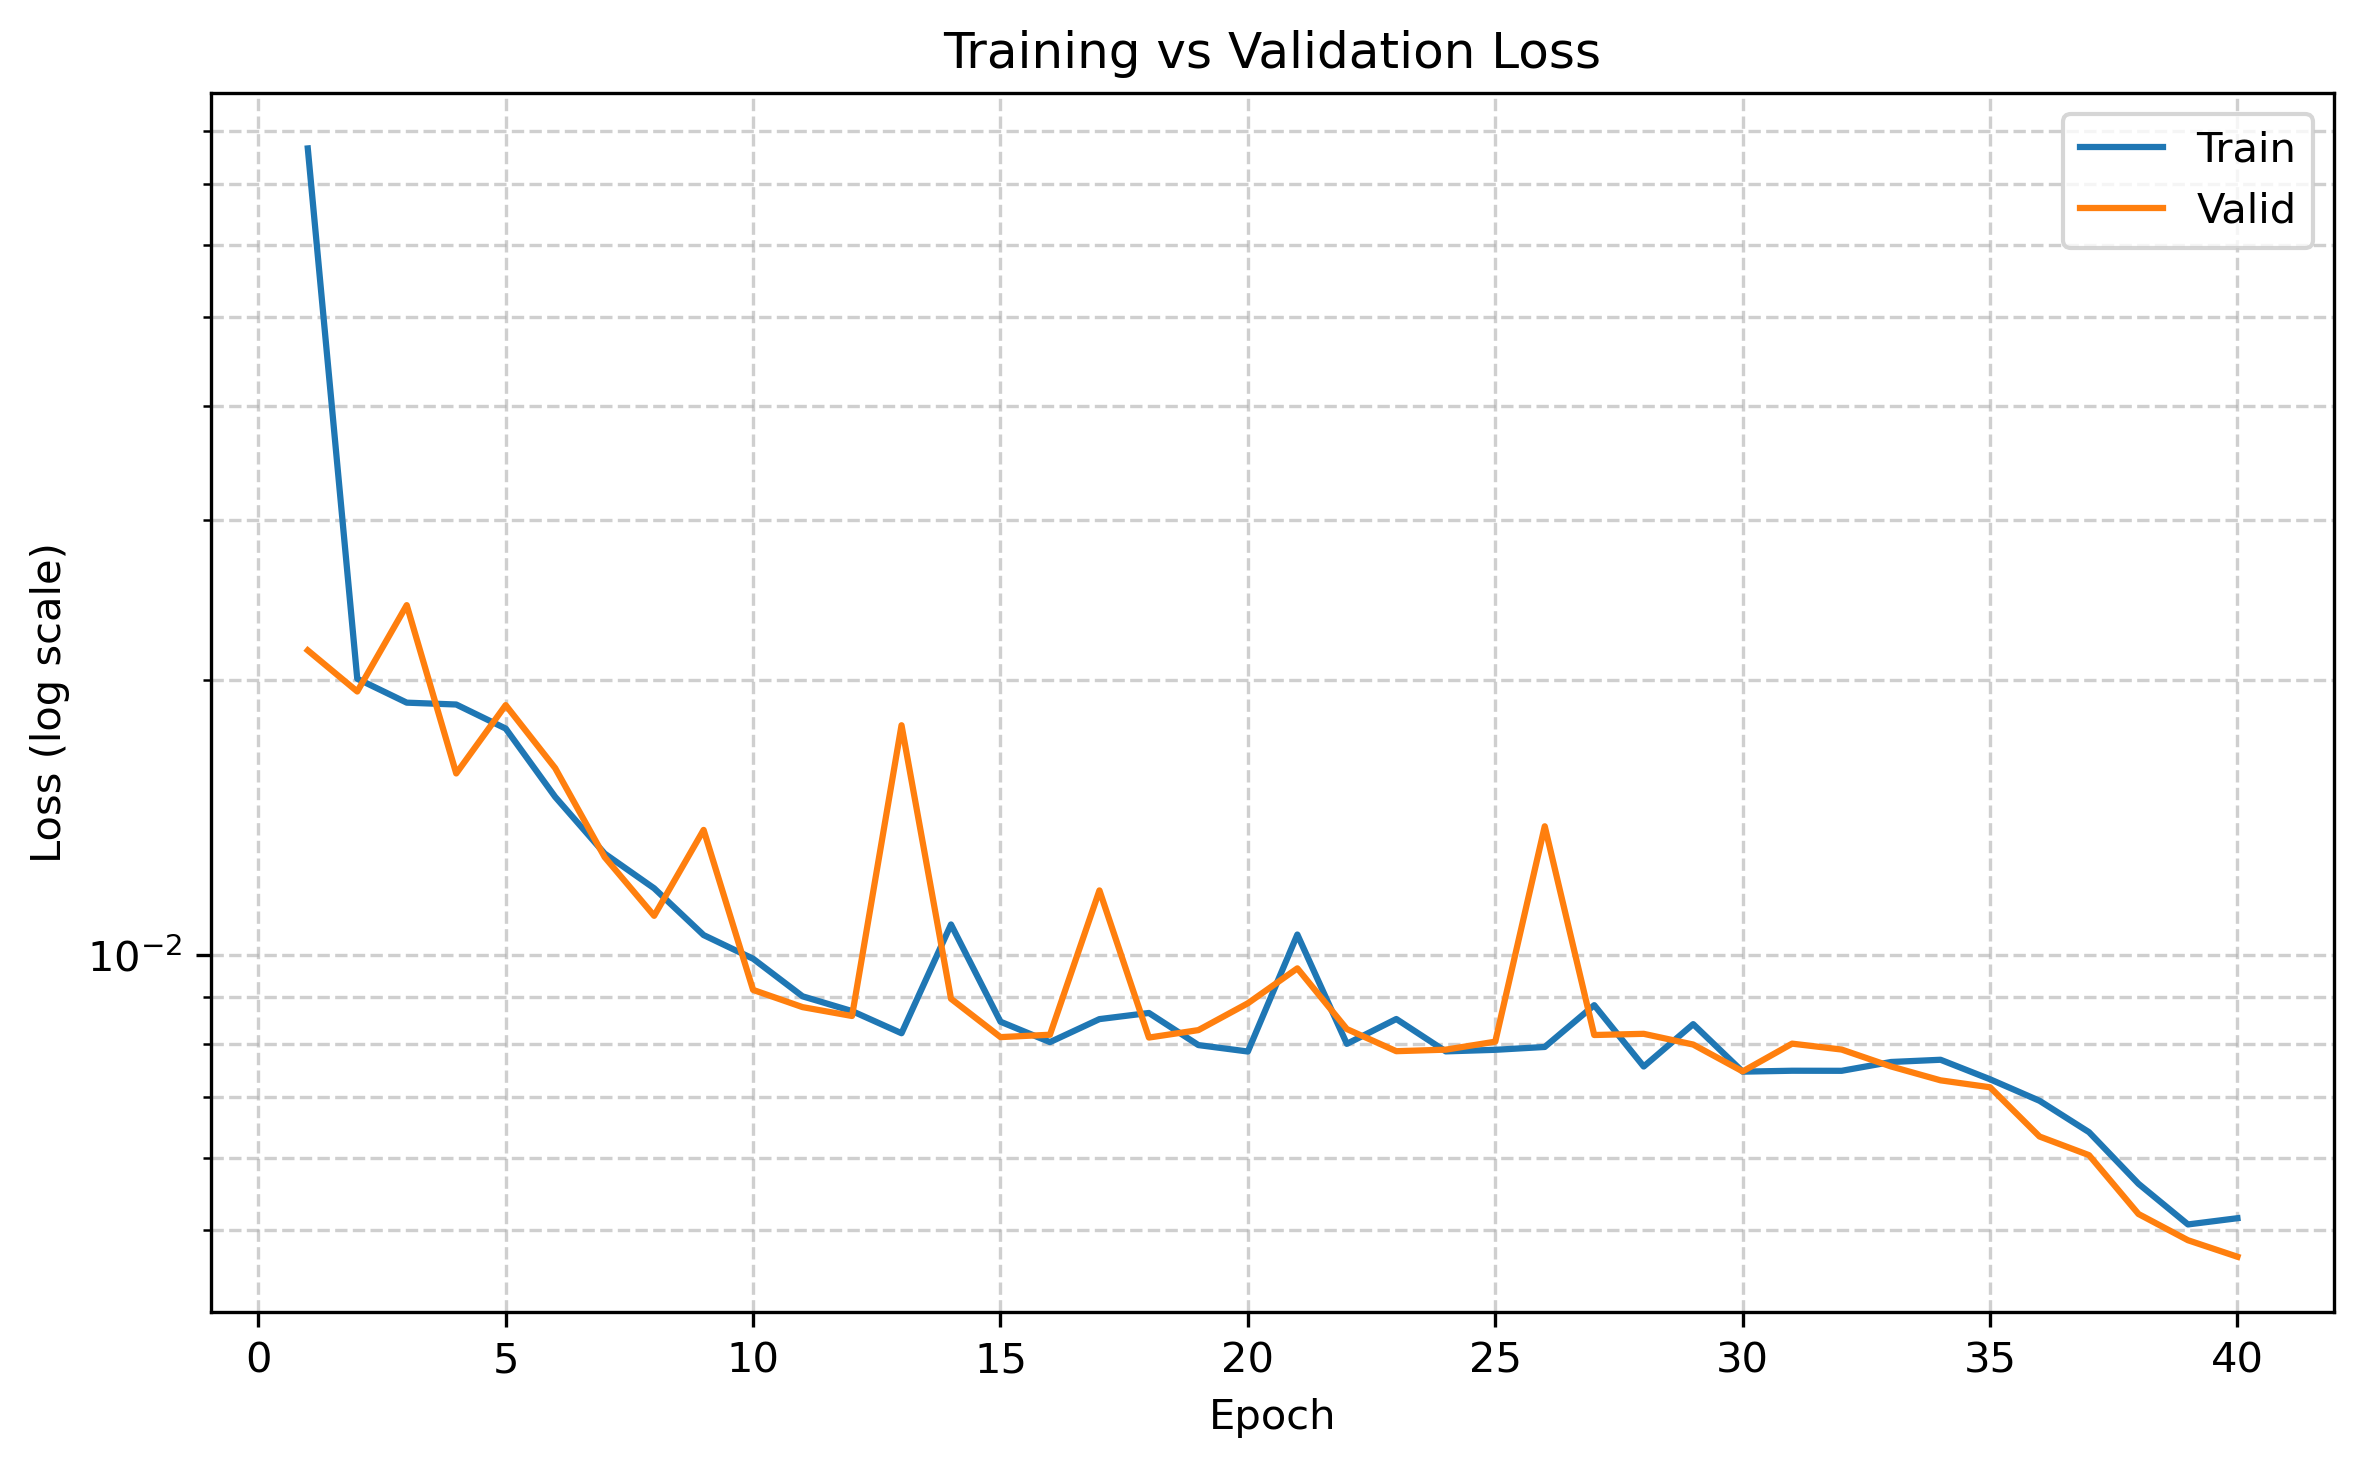 Training vs Validation Loss
Train
Valid
Loss (log scale)
10⁻²
0 5 10 15 20 25 30 35 40
Epoch